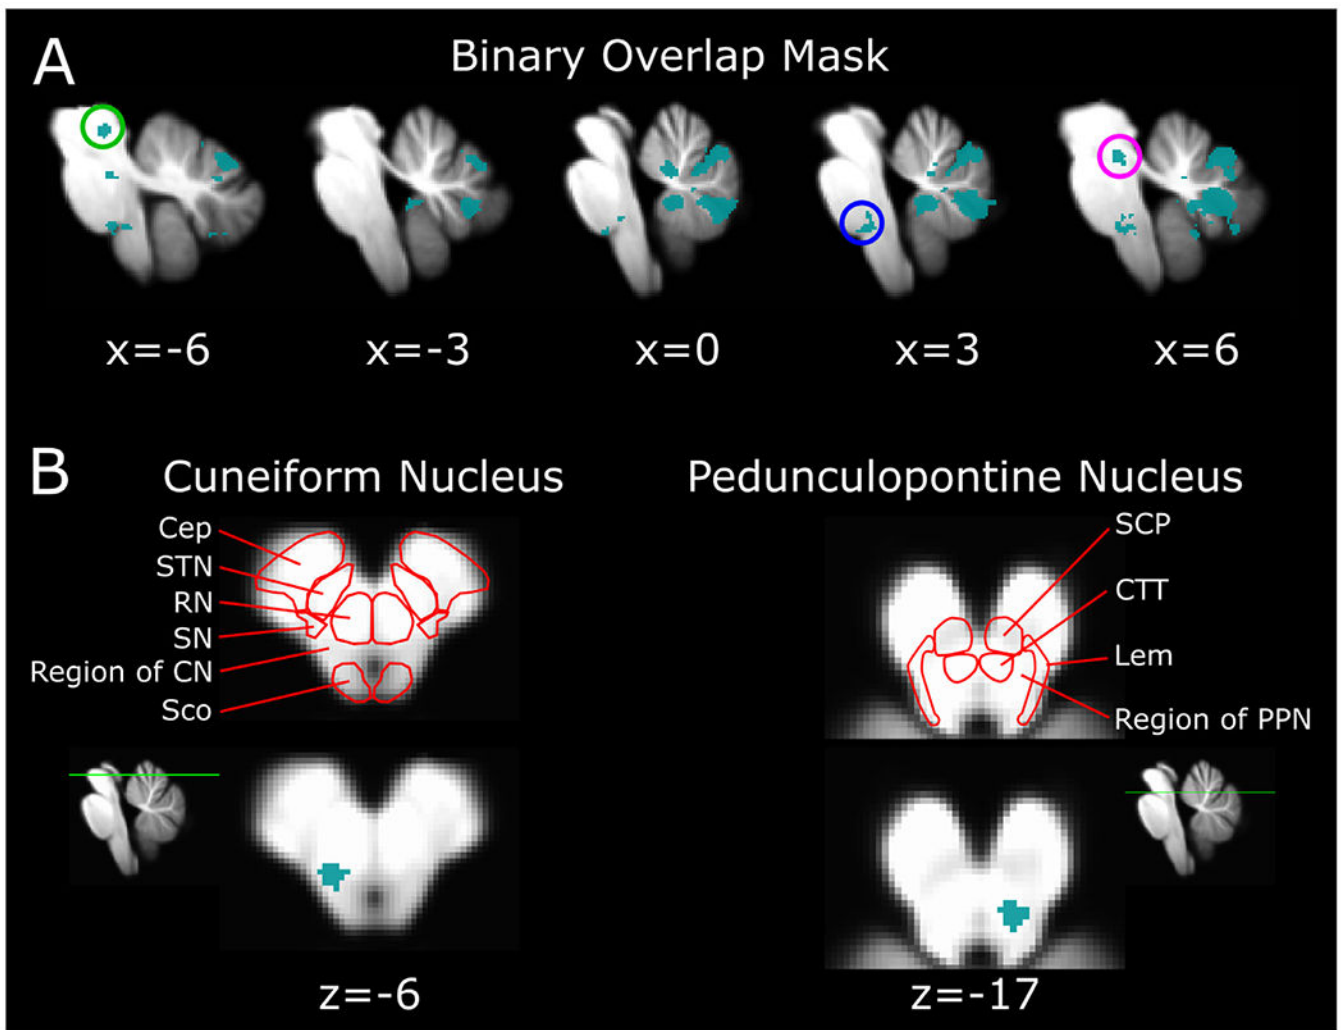 A
Binary Overlap Mask
x=-6
x=-3
x=0
x=3
x=6
B
Cuneiform Nucleus
Cep
STN
RN
SN
Region of CN
Sco
z=-6
Pedunculopontine Nucleus
SCP
CTT
Lem
Region of PPN
z=-17